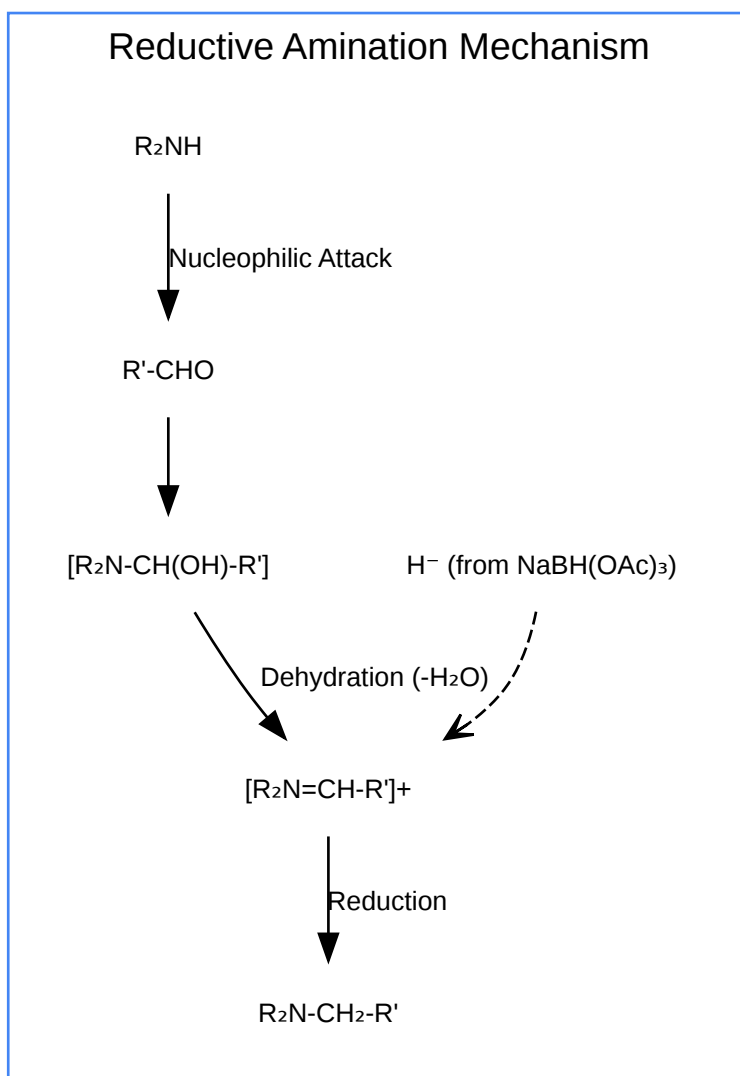 Reductive Amination Mechanism
R₂NH
Nucleophilic Attack
R'-CHO
[R₂N-CH(OH)-R']
H⁻ (from NaBH(OAc)₃)
Dehydration (-H₂O)
[R₂N=CH-R']+
Reduction
R₂N-CH₂-R'